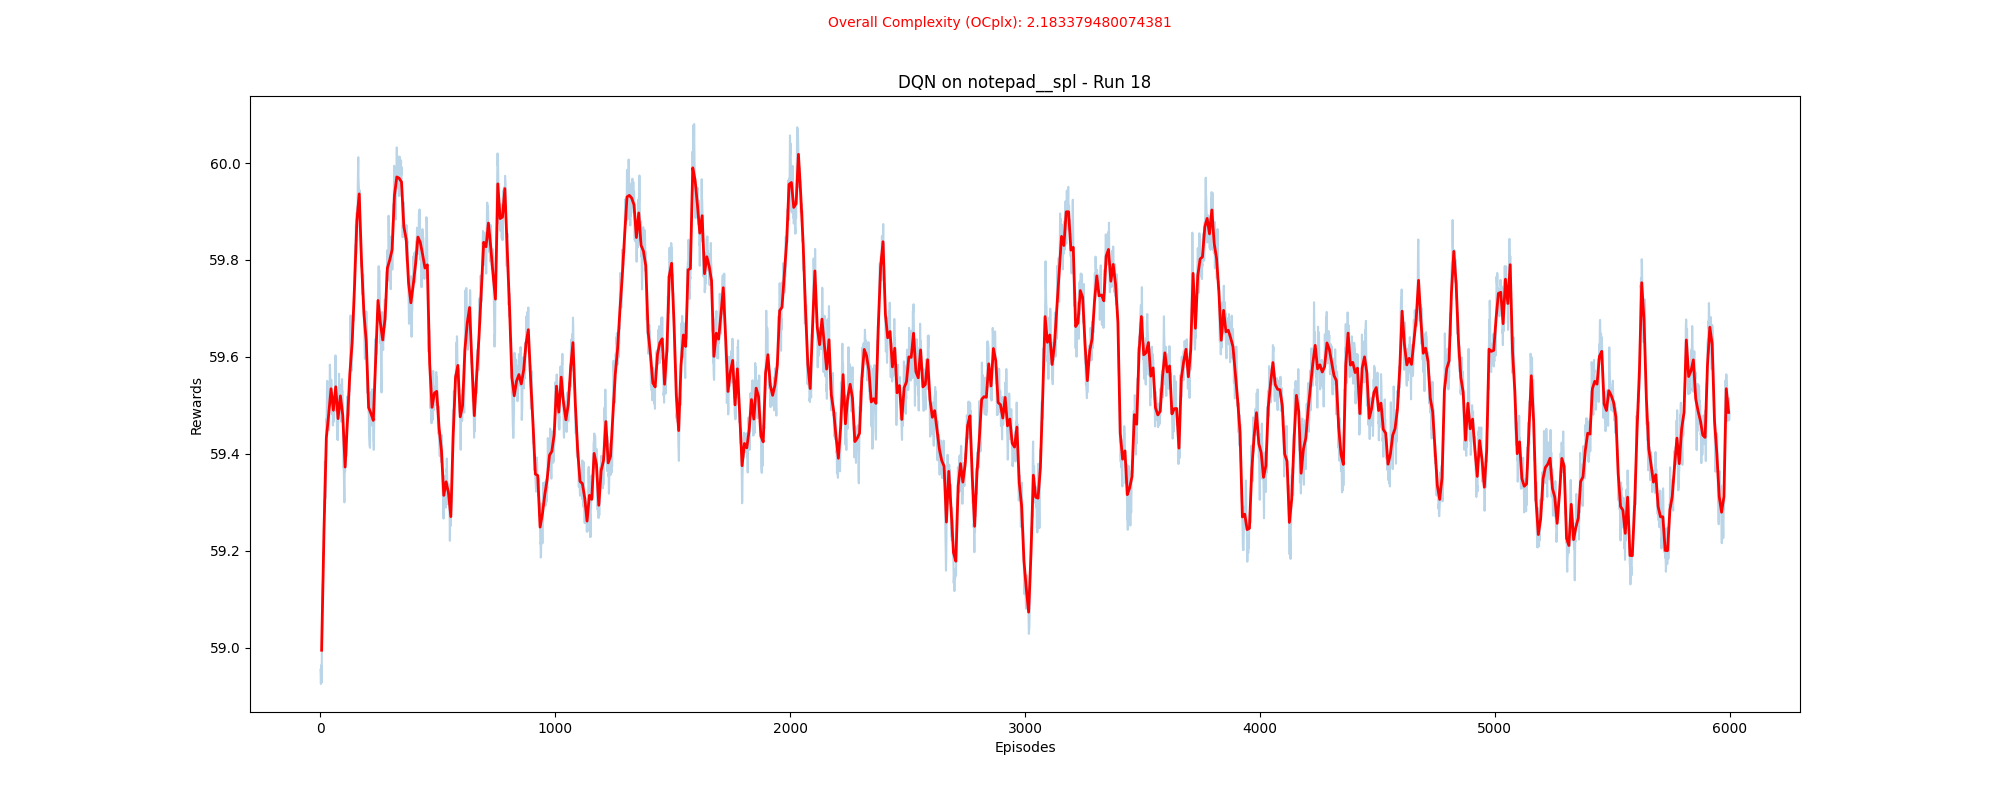 Overall Complexity (OCplx): 2.183379480074381
DQN on notepad__spl - Run 18
60.0
59.8
59.6
59.4
59.2
59.0
Rewards
0 1000 2000 3000 4000 5000 6000
Episodes